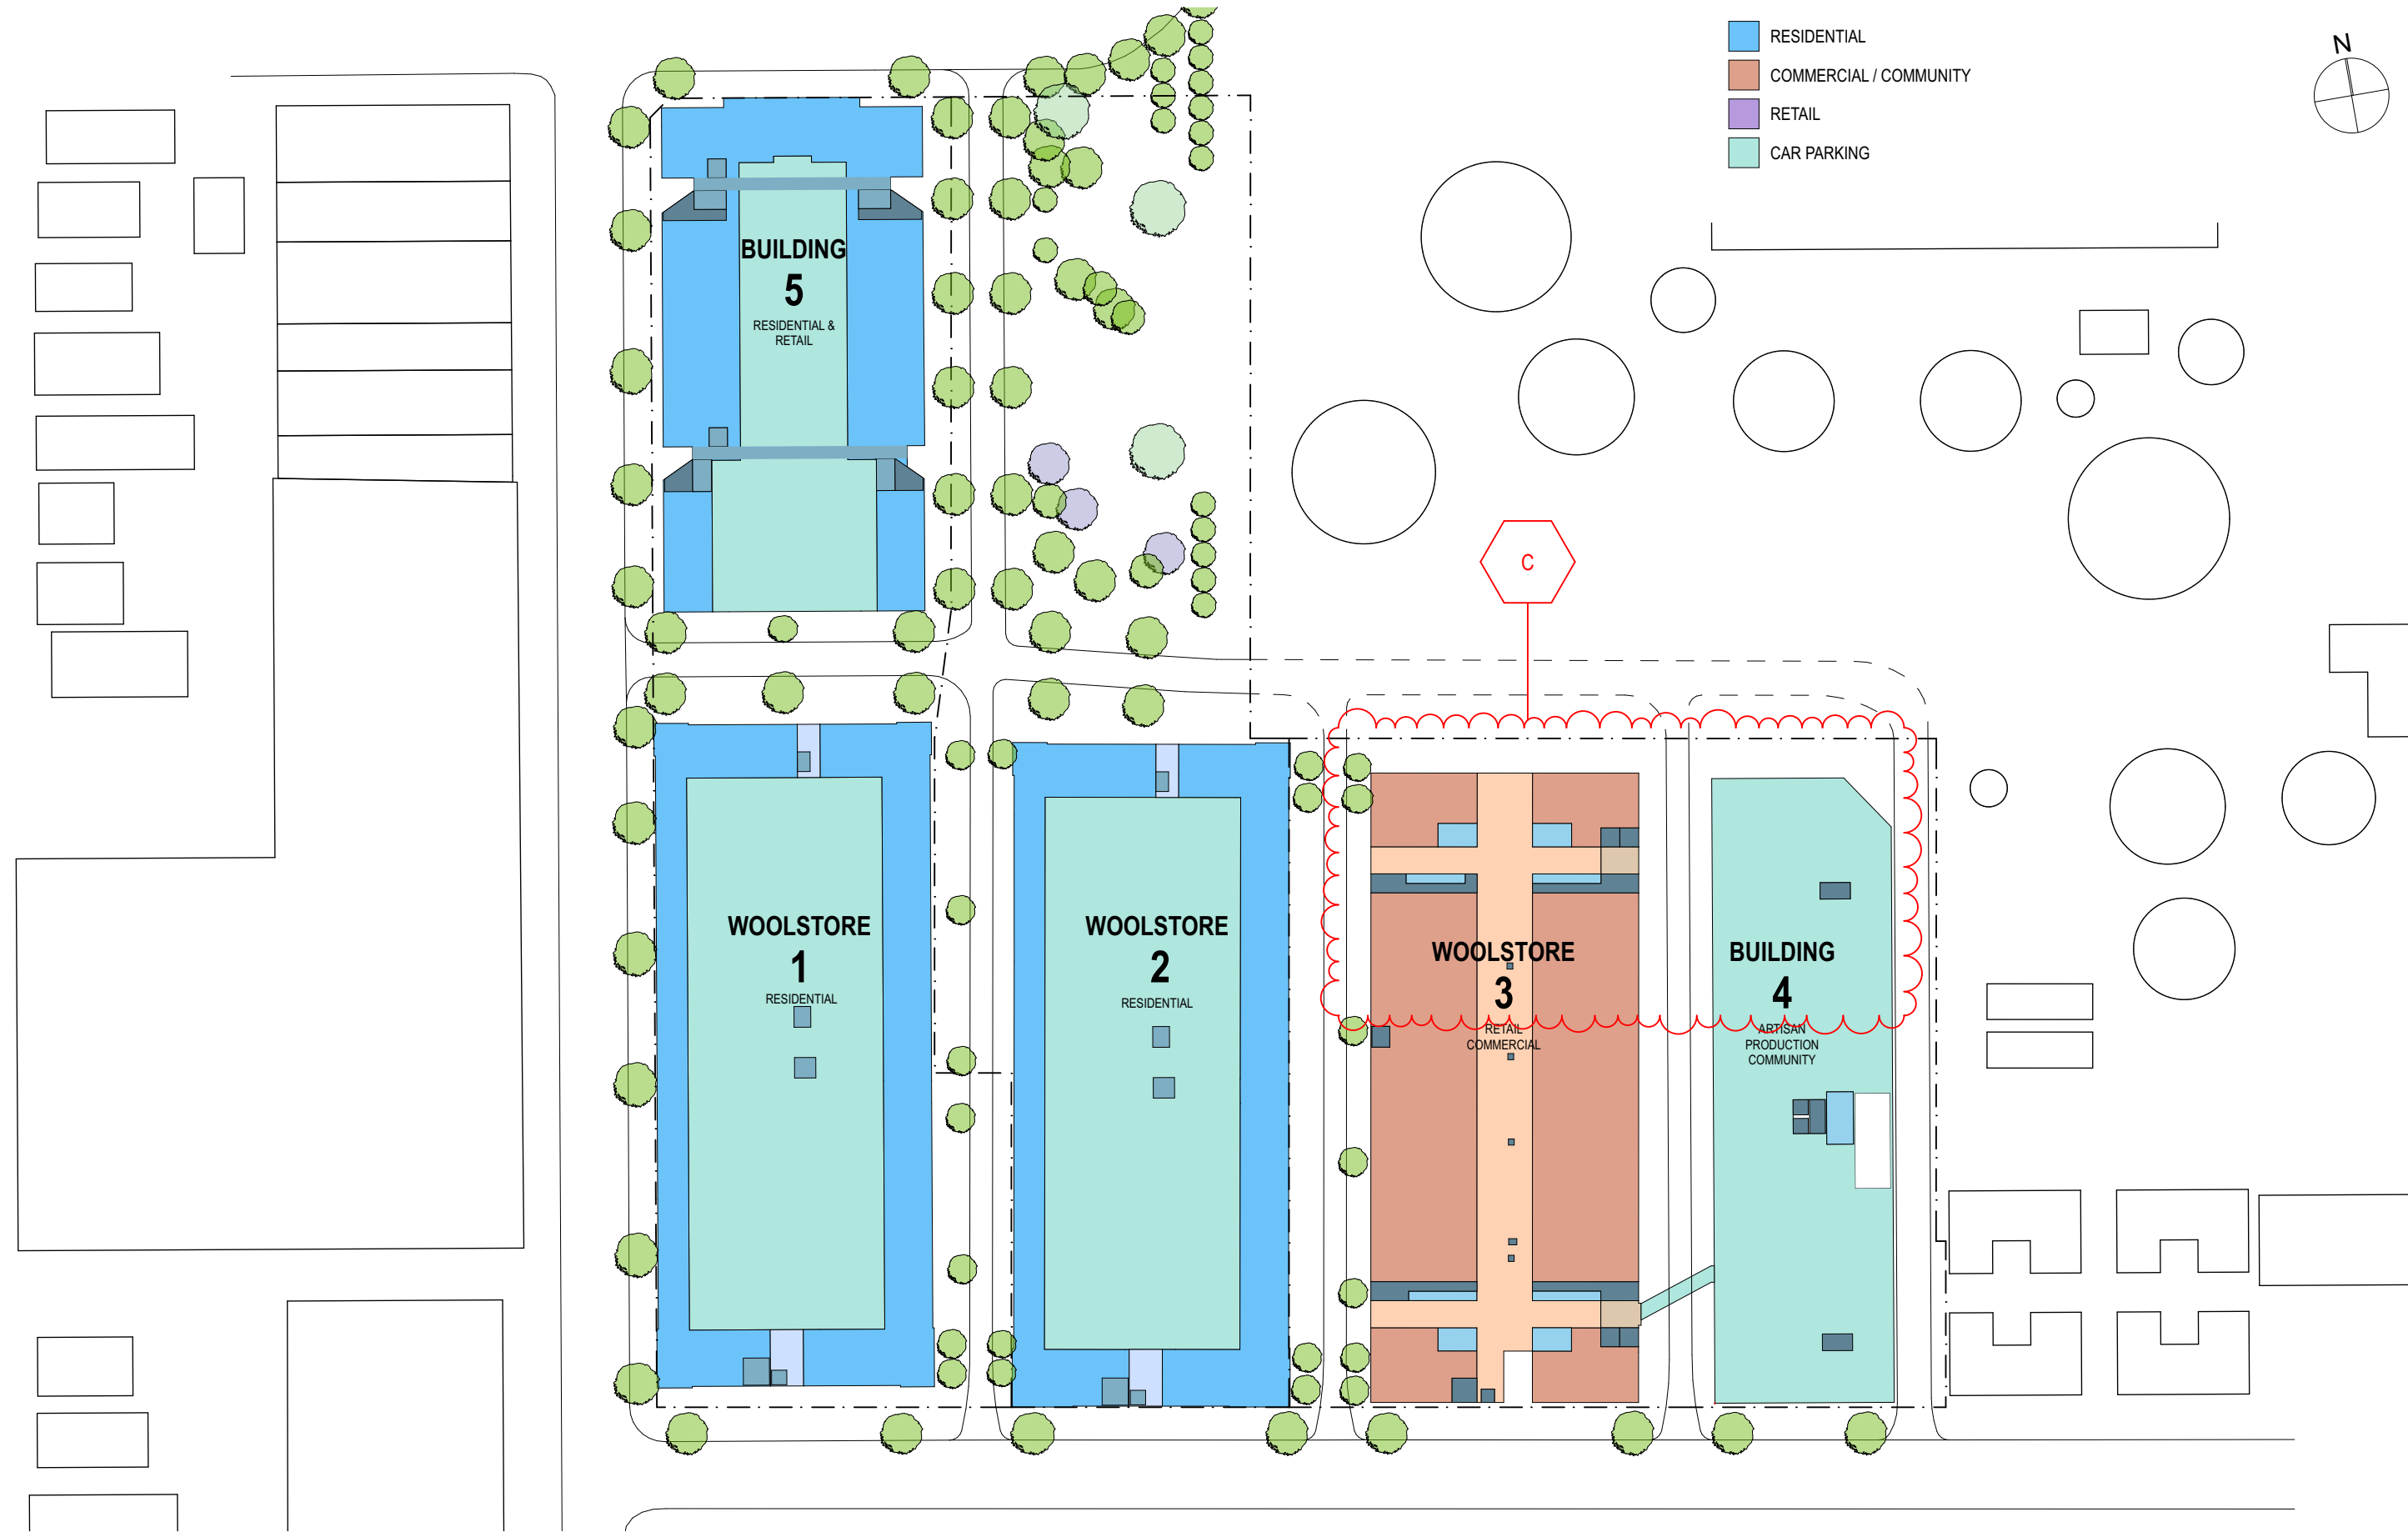 RESIDENTIAL
COMMERCIAL / COMMUNITY
RETAIL
CAR PARKING
N
BUILDING
5
RESIDENTIAL &
RETAIL
C
WOOLSTORE
1
RESIDENTIAL
WOOLSTORE
2
RESIDENTIAL
WOOLSTORE
3
RETAIL
COMMERCIAL
BUILDING
4
ARTISAN
PRODUCTION
COMMUNITY